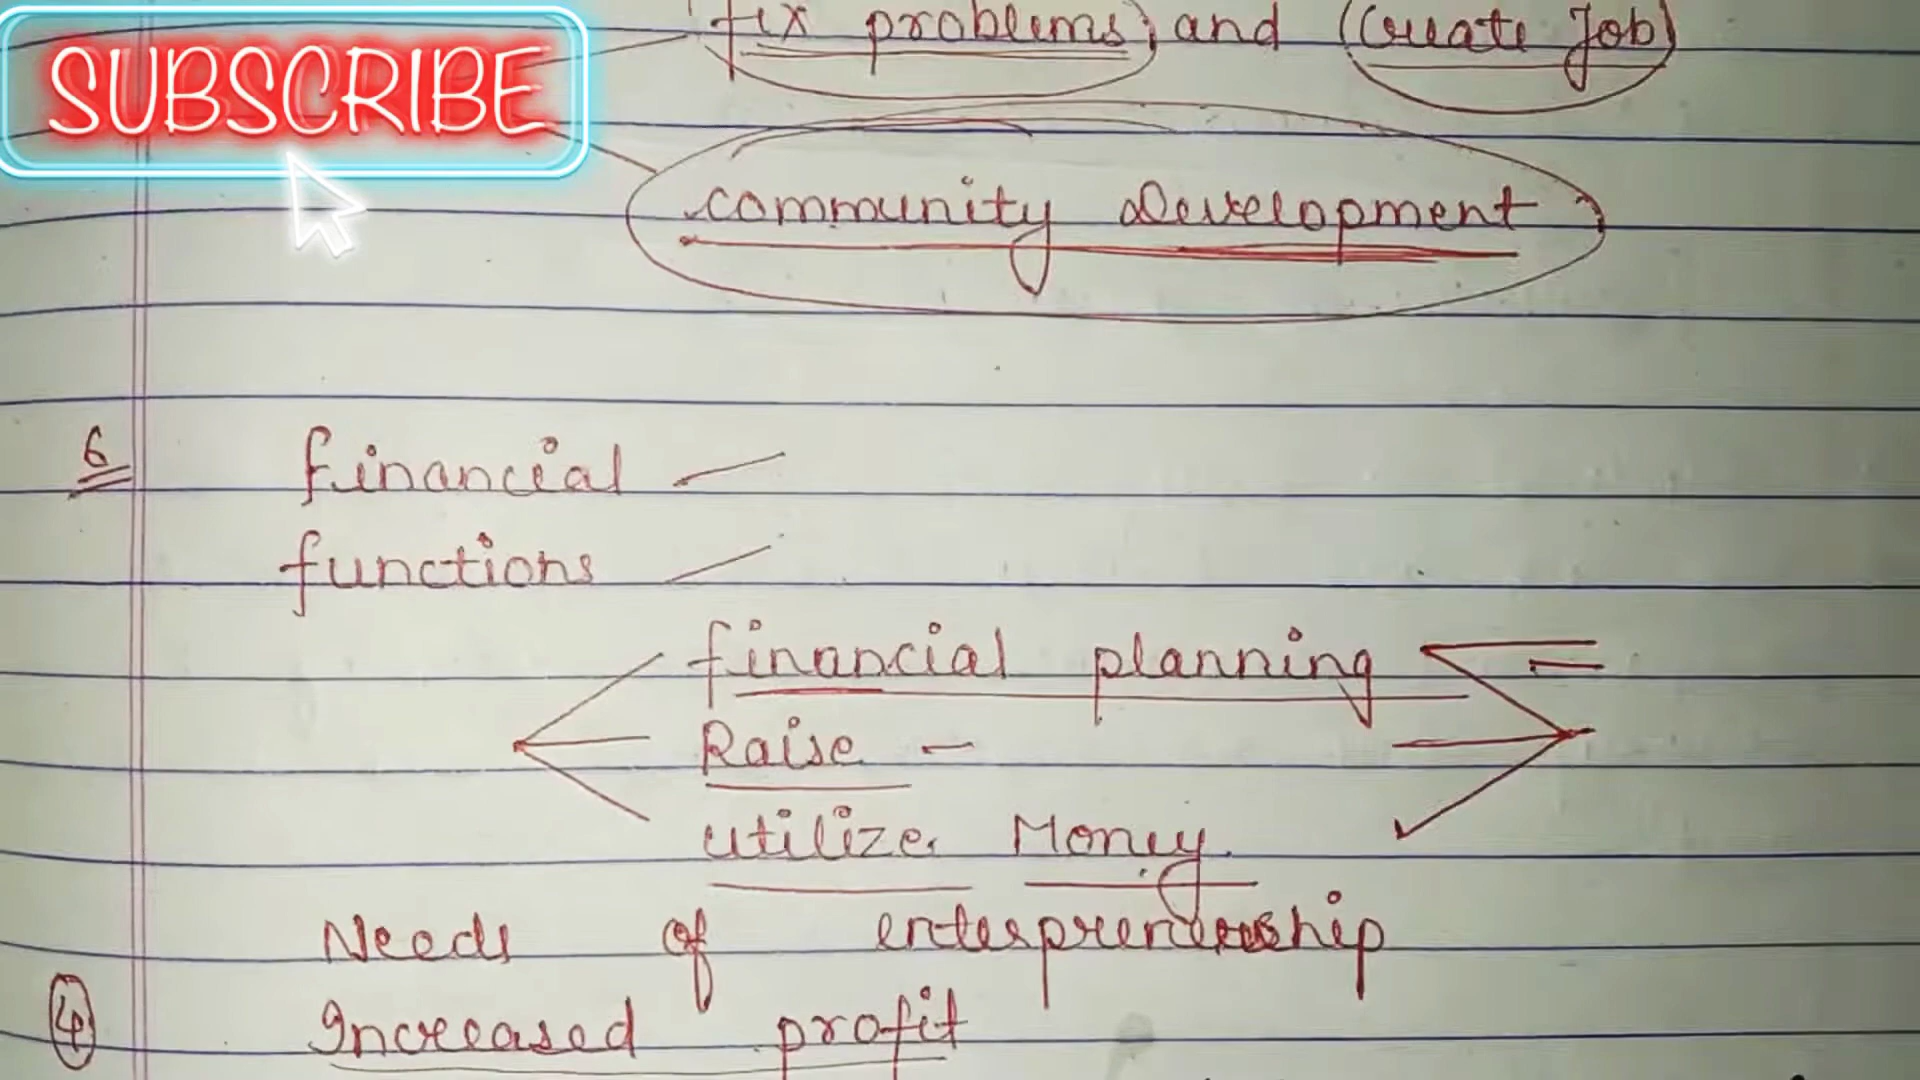 fix problems) and (Create Job)
SUBSCRIBE
community Development
6 financial
functions
financial planning
Raise -
utilize Money.
Needs of enterpreneurship
4 Increased profit